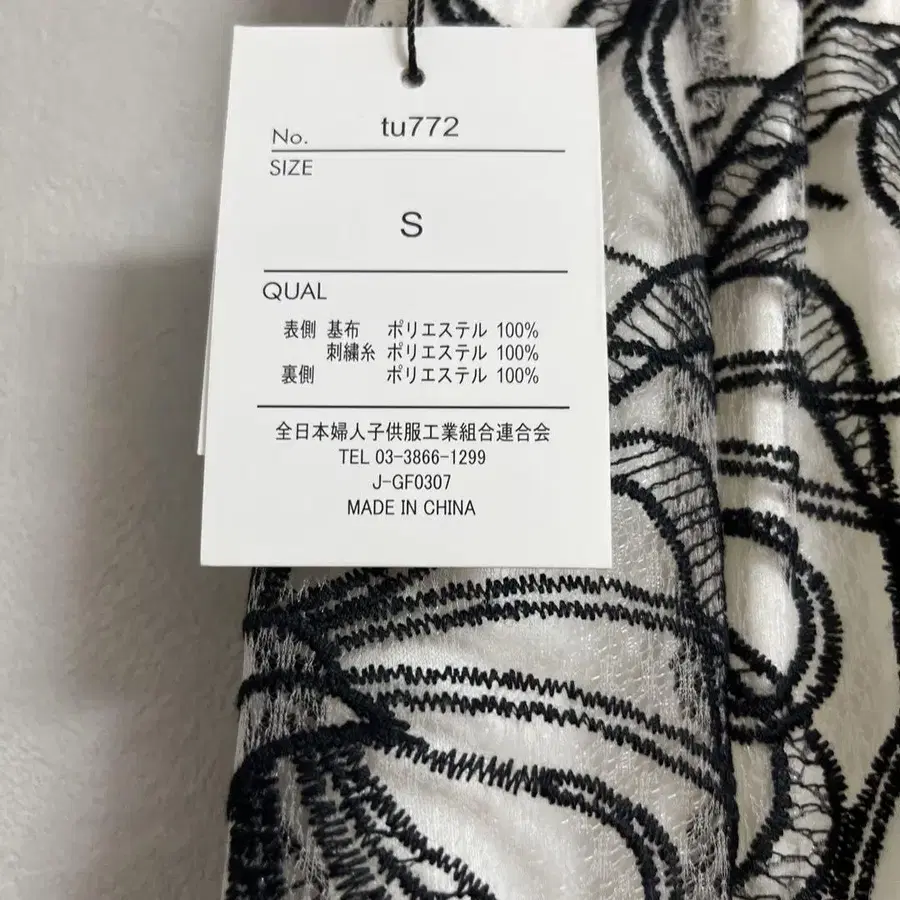 No. tu772
SIZE
S
QUAL
表側 基布 ポリエステル 100%
刺繍糸 ポリエステル 100%
裏側 ポリエステル 100%
全日本婦人子供服工業組合連合会
TEL 03-3866-1299
J-GF0307
MADE IN CHINA